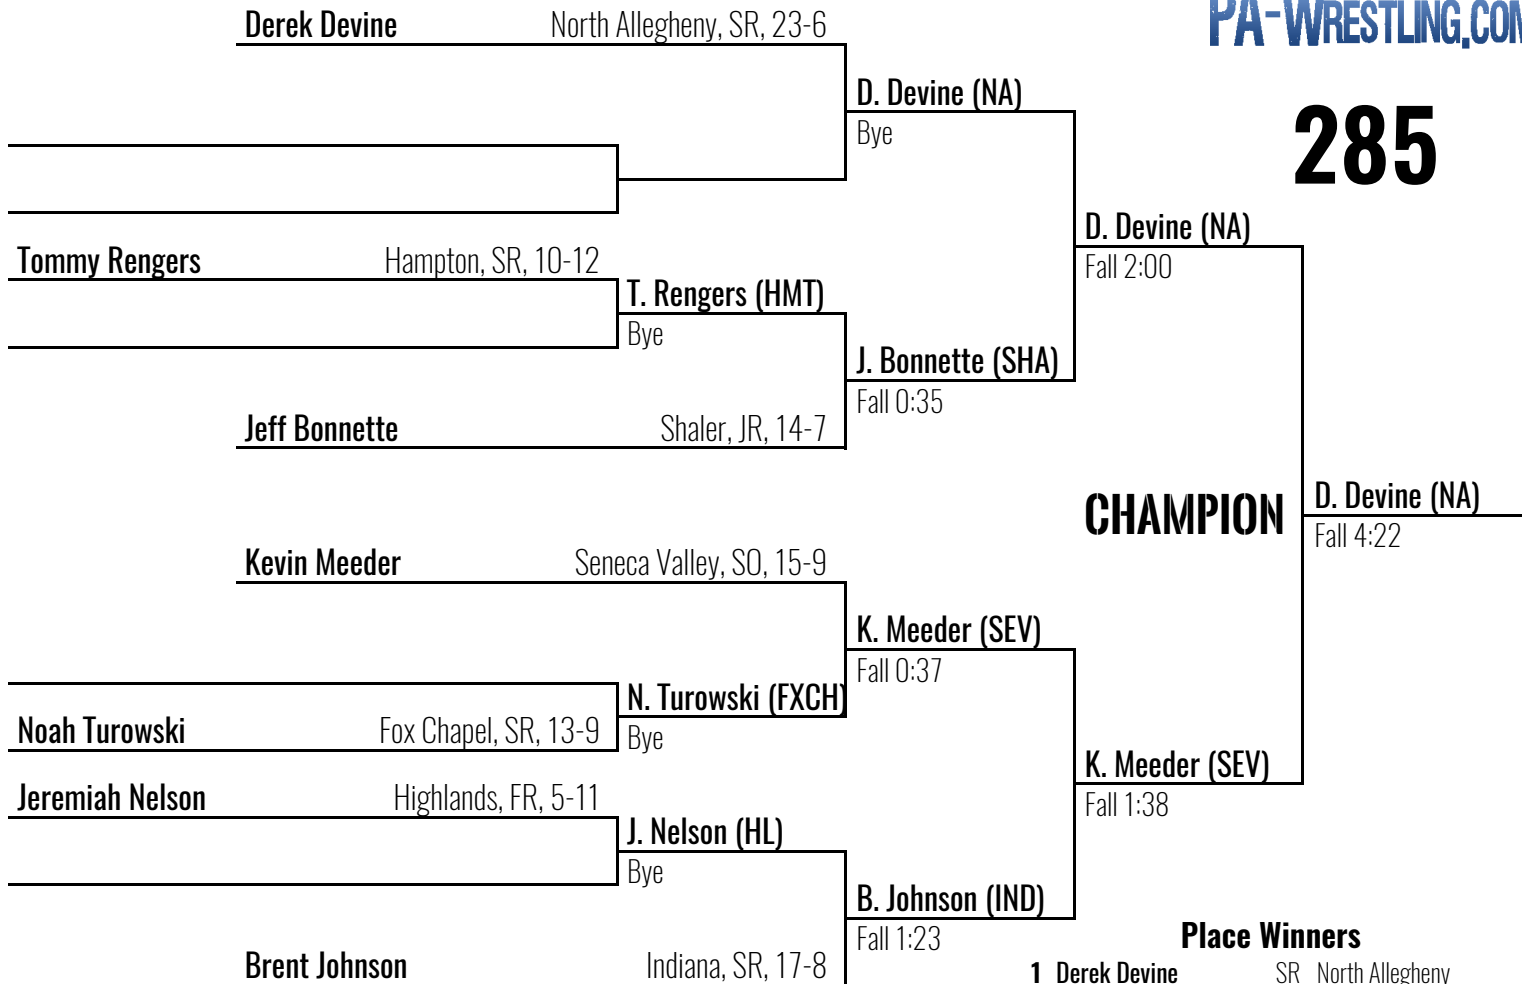 Derek Devine North Allegheny, SR, 23-6
PA-WRESTLING.COM
D. Devine (NA)
Bye
285
D. Devine (NA)
Fall 2:00
Tommy Rengers Hampton, SR, 10-12
T. Rengers (HMT)
Bye
J. Bonnette (SHA)
Fall 0:35
Jeff Bonnette Shaler, JR, 14-7
CHAMPION
D. Devine (NA)
Fall 4:22
Kevin Meeder Seneca Valley, SO, 15-9
K. Meeder (SEV)
Fall 0:37
N. Turowski (FXCH)
Noah Turowski Fox Chapel, SR, 13-9
Bye
K. Meeder (SEV)
Fall 1:38
Jeremiah Nelson Highlands, FR, 5-11
J. Nelson (HL)
Bye
B. Johnson (IND)
Fall 1:23
Brent Johnson Indiana, SR, 17-8
Place Winners
1 Derek Devine SR North Allegheny